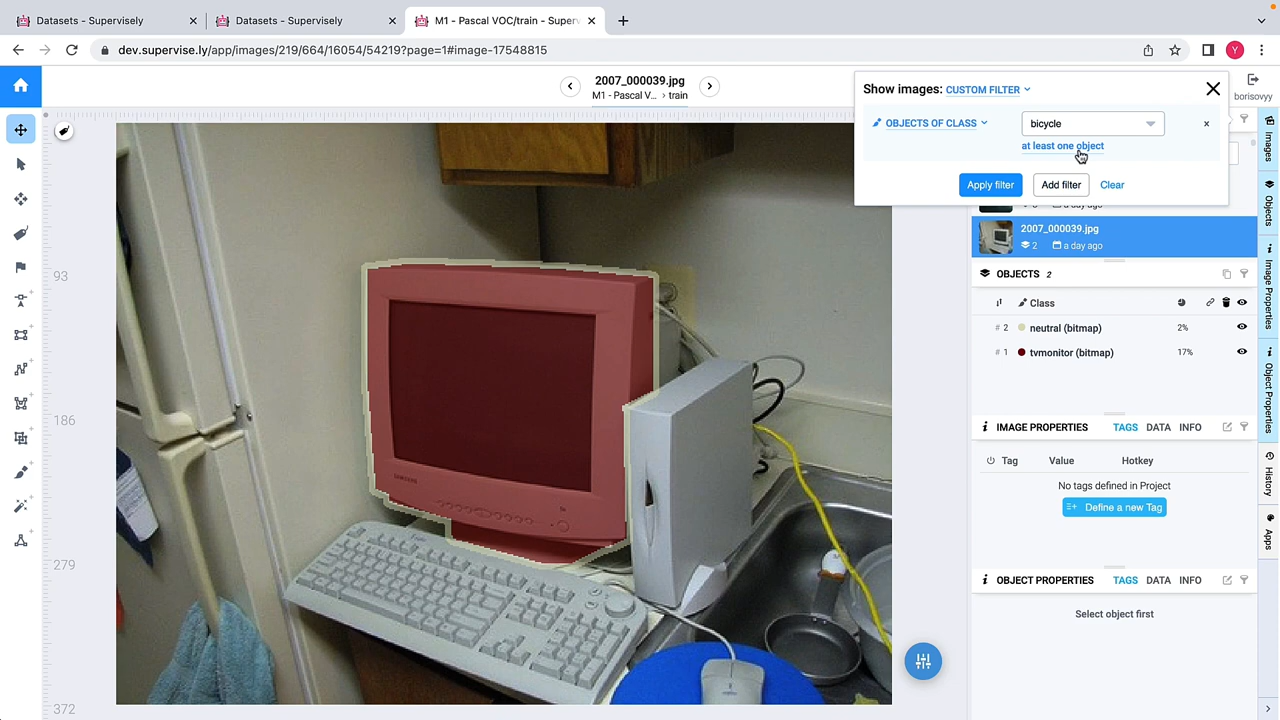 Datasets - Supervisely
Datasets - Supervisely
M1 - Pascal VOC/train - Superv
dev.supervise.ly/app/images/219/664/16054/54219?page=1#image-17548815
Y
2007_000039.jpg
M1 - Pascal V... › train
borisovyy
Show images: CUSTOM FILTER
OBJECTS OF CLASS
bicycle
x
at least one object
Apply filter
Add filter
Clear
a day ago
2007_000039.jpg
2
a day ago
OBJECTS 2
Class
# 2 neutral (bitmap)
# 1 tvmonitor (bitmap)
IMAGE PROPERTIES TAGS DATA INFO
Tag Value Hotkey
No tags defined in Project
Define a new Tag
OBJECT PROPERTIES TAGS DATA INFO
Select object first
Images
Objects
Image Properties
Object Properties
History
Apps
93
186
279
372
SAMSUNG